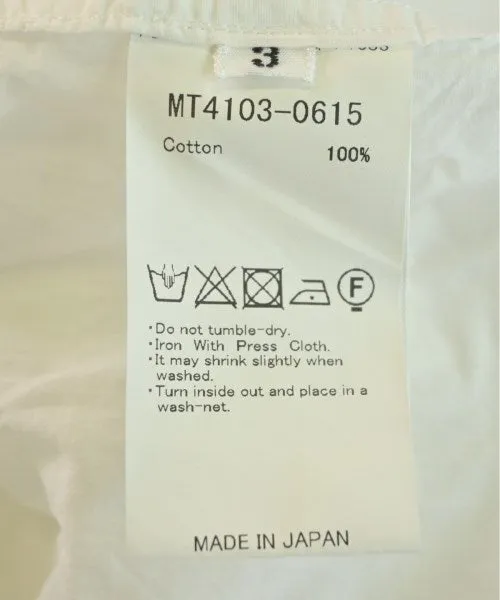 3
MT4103-0615
Cotton 100%
F
・Do not tumble-dry.
・Iron With Press Cloth.
・It may shrink slightly when
washed.
・Turn inside out and place in a
wash-net.
MADE IN JAPAN